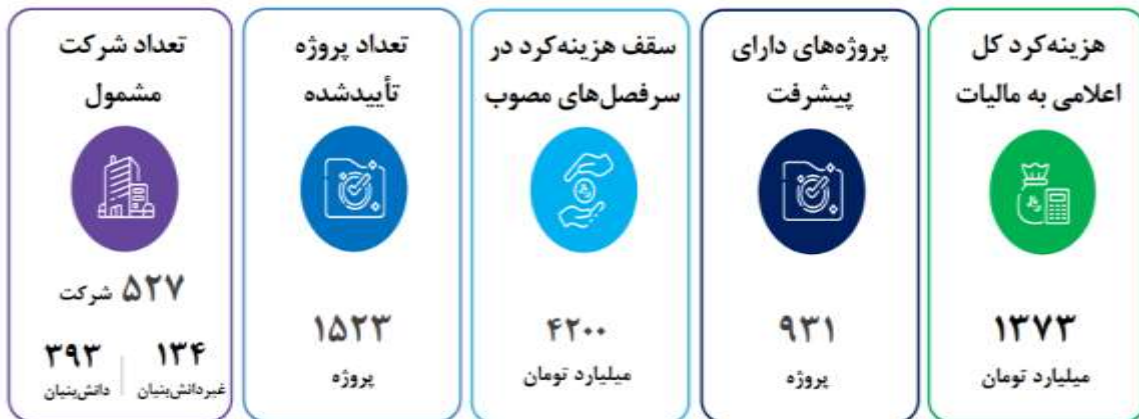 هزینه‌کرد کل
اعلامی به مالیات
۱۳۷۳
میلیارد تومان
پروژه‌های دارای
پیشرفت
۹۳۱
پروژه
سقف هزینه‌کرد در
سرفصل‌های مصوب
۴۲۰۰
میلیارد تومان
تعداد پروژه
تأییدشده
۱۵۲۳
پروژه
تعداد شرکت
مشمول
۵۲۷ شرکت
۱۳۴
غیردانش‌بنیان
۳۹۳
دانش‌بنیان